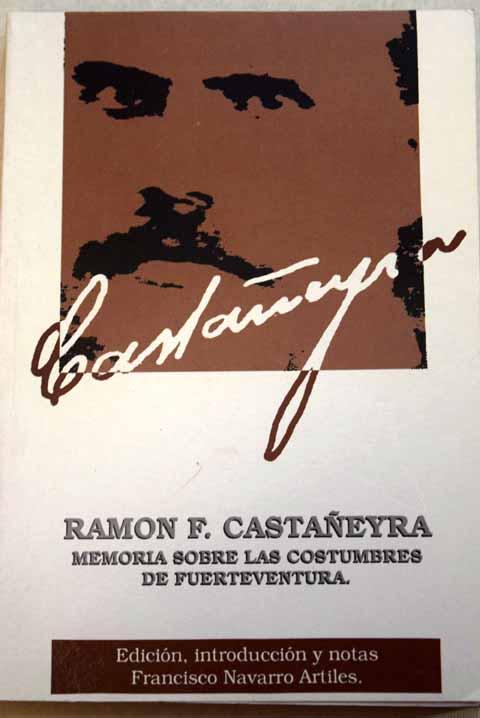 Castañeyra
RAMON F. CASTAÑEYRA
MEMORIA SOBRE LAS COSTUMBRES
DE FUERTEVENTURA.
Edición, introducción y notas
Francisco Navarro Artiles.